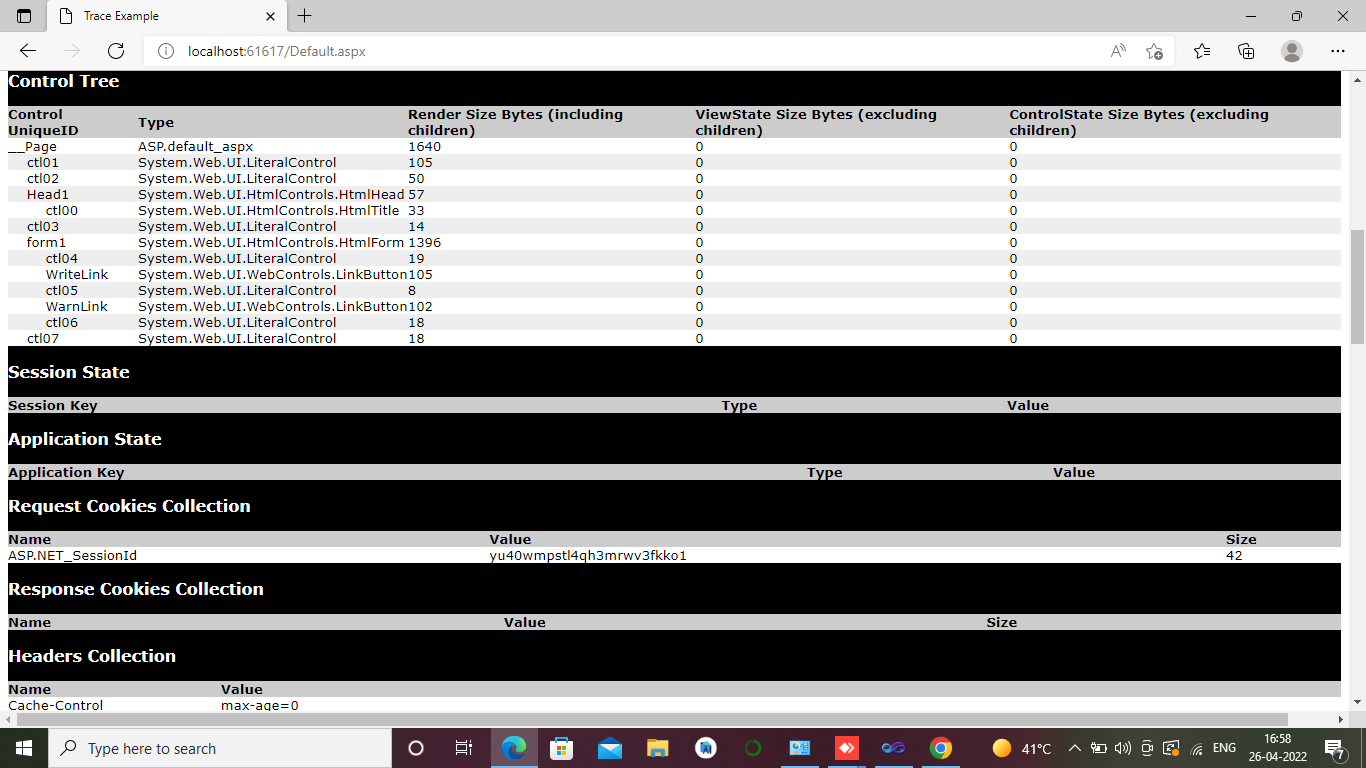 Trace Example
localhost:61617/Default.aspx
Control Tree
Control UniqueID Type Render Size Bytes (including children) ViewState Size Bytes (excluding children) ControlState Size Bytes (excluding children)
__Page ASP.default_aspx 1640 0 0
ctl01 System.Web.UI.LiteralControl 105 0 0
ctl02 System.Web.UI.LiteralControl 50 0 0
Head1 System.Web.UI.HtmlControls.HtmlHead 57 0 0
ctl00 System.Web.UI.HtmlControls.HtmlTitle 33 0 0
ctl03 System.Web.UI.LiteralControl 14 0 0
form1 System.Web.UI.HtmlControls.HtmlForm 1396 0 0
ctl04 System.Web.UI.LiteralControl 19 0 0
WriteLink System.Web.UI.WebControls.LinkButton 105 0 0
ctl05 System.Web.UI.LiteralControl 8 0 0
WarnLink System.Web.UI.WebControls.LinkButton 102 0 0
ctl06 System.Web.UI.LiteralControl 18 0 0
ctl07 System.Web.UI.LiteralControl 18 0 0
Session State
Session Key Type Value
Application State
Application Key Type Value
Request Cookies Collection
Name Value Size
ASP.NET_SessionId yu40wmpstl4qh3mrwv3fkko1 42
Response Cookies Collection
Name Value Size
Headers Collection
Name Value
Cache-Control max-age=0
Type here to search
41°C
ENG
16:58
26-04-2022
7